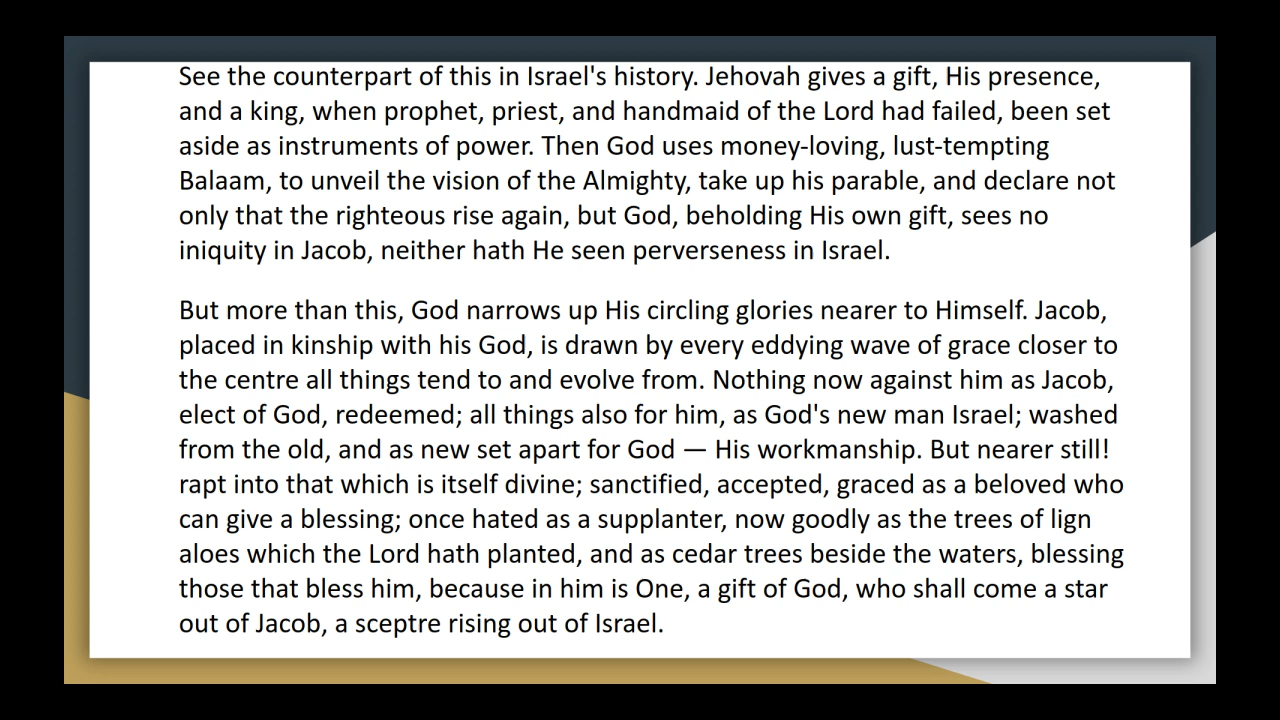 See the counterpart of this in Israel's history. Jehovah gives a gift, His presence,
and a king, when prophet, priest, and handmaid of the Lord had failed, been set
aside as instruments of power. Then God uses money-loving, lust-tempting
Balaam, to unveil the vision of the Almighty, take up his parable, and declare not
only that the righteous rise again, but God, beholding His own gift, sees no
iniquity in Jacob, neither hath He seen perverseness in Israel.
But more than this, God narrows up His circling glories nearer to Himself. Jacob,
placed in kinship with his God, is drawn by every eddying wave of grace closer to
the centre all things tend to and evolve from. Nothing now against him as Jacob,
elect of God, redeemed; all things also for him, as God's new man Israel; washed
from the old, and as new set apart for God — His workmanship. But nearer still!
rapt into that which is itself divine; sanctified, accepted, graced as a beloved who
can give a blessing; once hated as a supplanter, now goodly as the trees of lign
aloes which the Lord hath planted, and as cedar trees beside the waters, blessing
those that bless him, because in him is One, a gift of God, who shall come a star
out of Jacob, a sceptre rising out of Israel.